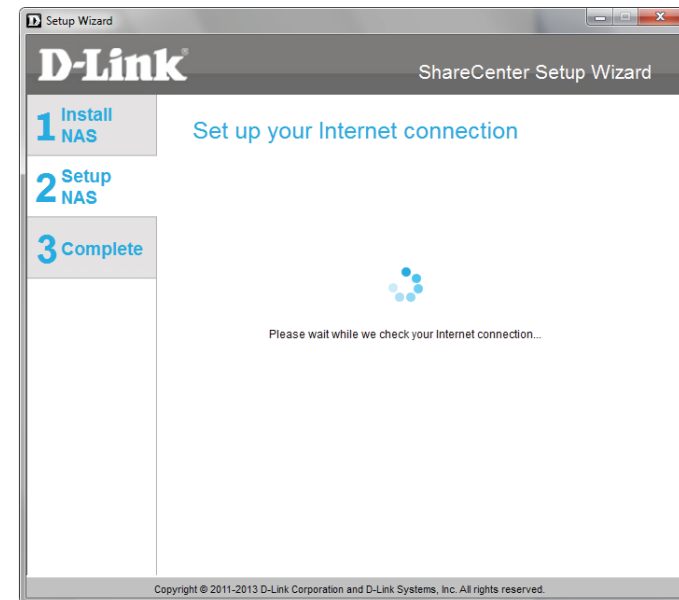 Setup Wizard
D-Link®
ShareCenter Setup Wizard
1 Install
NAS
Set up your Internet connection
2 Setup
NAS
3 Complete
Please wait while we check your Internet connection...
Copyright © 2011-2013 D-Link Corporation and D-Link Systems, Inc. All rights reserved.